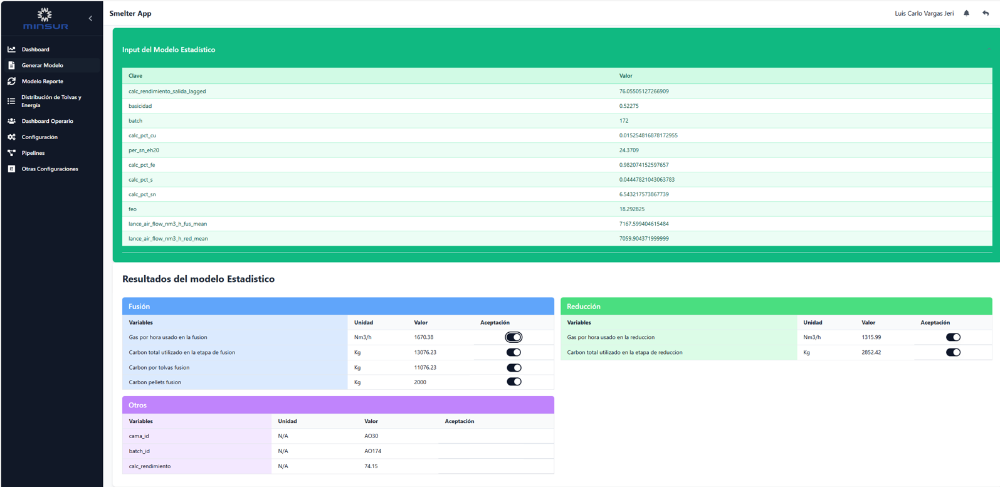 MINSUR
Smelter App
Luis Carlo Vargas Jeri
Dashboard
Generar Modelo
Modelo Reporte
Distribución de Tolvas y
Energía
Dashboard Operario
Configuración
Pipelines
Otras Configuraciones
Input del Modelo Estadístico
Clave Valor
calc_rendimiento_salida_lagged 76.05505127266909
basicidad 0.52275
batch 172
calc_pct_cu 0.015254816878172955
per_sn_eh20 24.3709
calc_pct_fe 0.982074152597657
calc_pct_s 0.04447821043063783
calc_pct_sn 6.543217573867739
feo 18.292825
lance_air_flow_nm3_h_fus_mean 7167.599404615484
lance_air_flow_nm3_h_red_mean 7059.904371999999
Resultados del modelo Estadistico
Fusión
Variables Unidad Valor Aceptación
Gas por hora usado en la fusion Nm3/h 1670.38
Carbon total utilizado en la etapa de fusion Kg 13076.23
Carbon por tolvas fusion Kg 11076.23
Carbon pellets fusion Kg 2000
Reducción
Variables Unidad Valor Aceptación
Gas por hora usado en la reduccion Nm3/h 1315.99
Carbon total utilizado en la etapa de reduccion Kg 2852.42
Otros
Variables Unidad Valor Aceptación
cama_id N/A AO30
batch_id N/A AO174
calc_rendimiento N/A 74.15